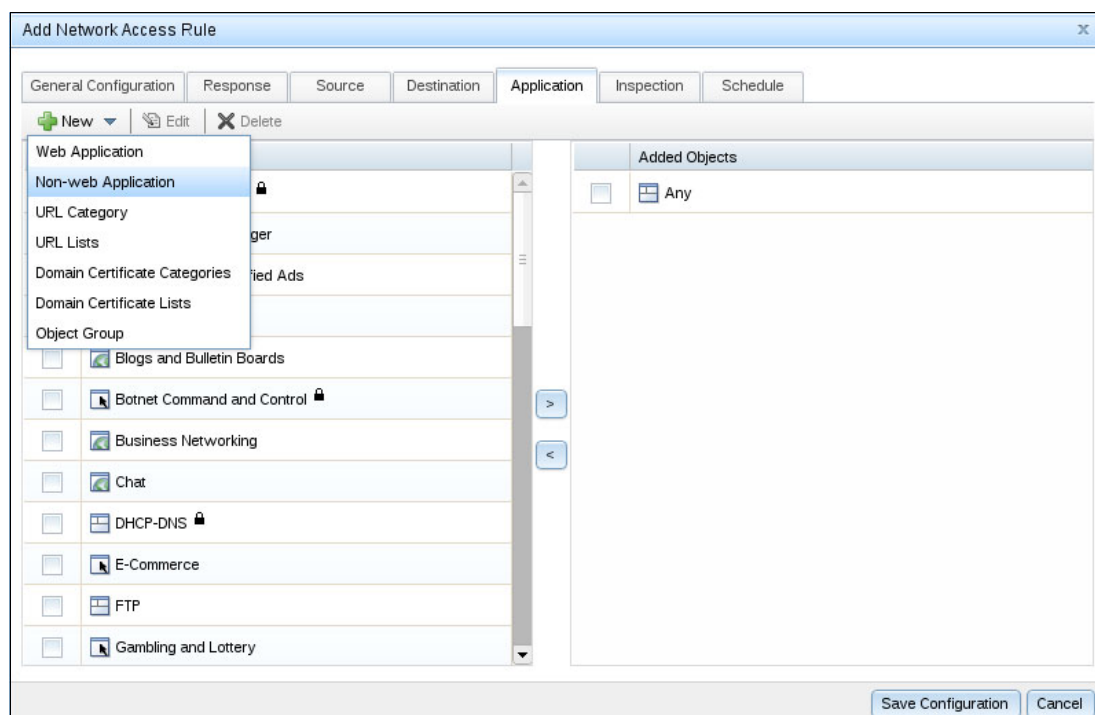 Add Network Access Rule
General Configuration Response Source Destination Application Inspection Schedule
New Edit Delete
Web Application
Non-web Application
URL Category
URL Lists
Domain Certificate Categories
Domain Certificate Lists
Object Group
ger
fied Ads
Blogs and Bulletin Boards
Botnet Command and Control
Business Networking
Chat
DHCP-DNS
E-Commerce
FTP
Gambling and Lottery
>
<
Added Objects
Any
Save Configuration Cancel